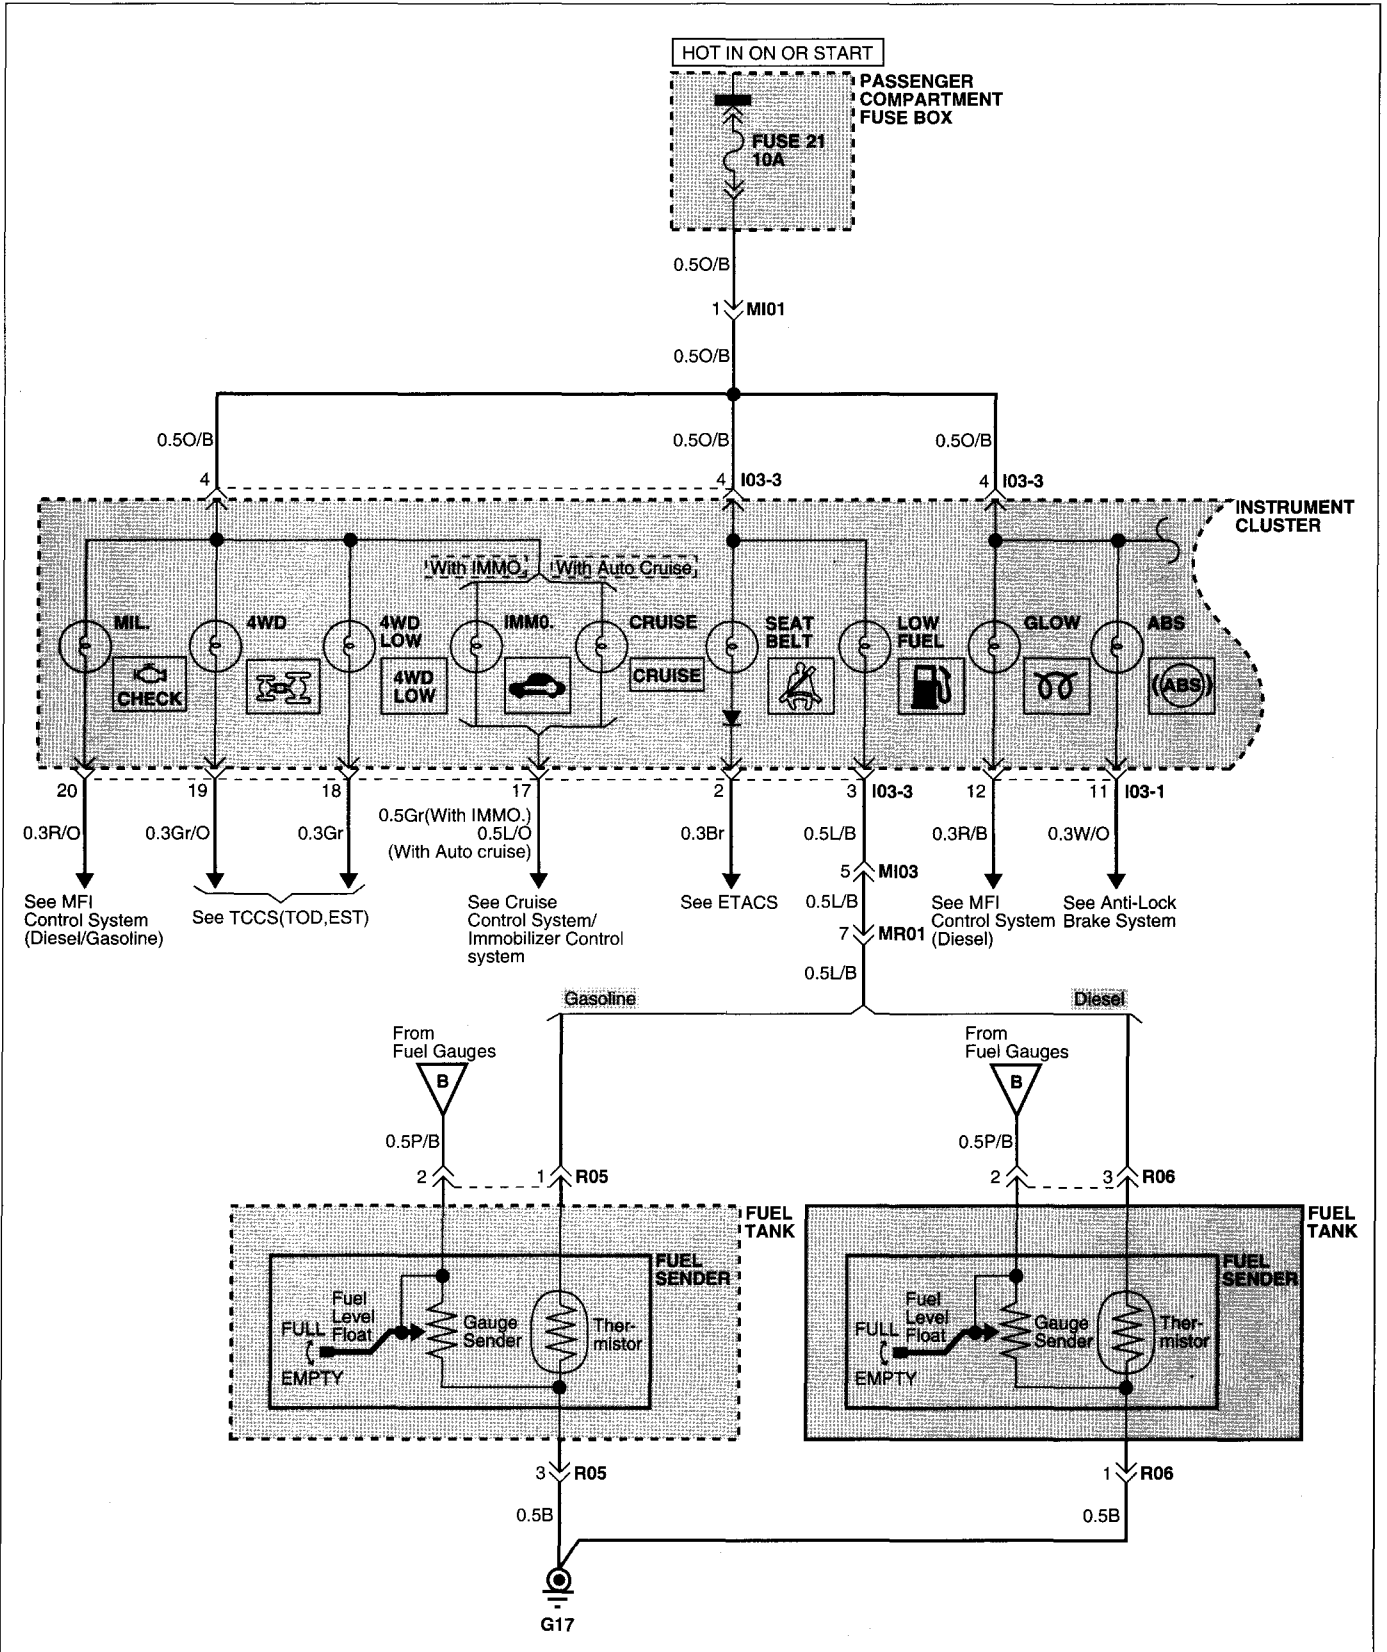 HOT IN ON OR START
PASSENGER
COMPARTMENT
FUSE BOX
FUSE 21
10A
0.5O/B
1 MI01
0.5O/B
0.5O/B
0.5O/B
0.5O/B
4
4 I03-3
4 I03-3
INSTRUMENT
CLUSTER
With IMMO.
With Auto Cruise
MIL.
CHECK
4WD
4WD
LOW
4WD
LOW
IMMO.
CRUISE
CRUISE
SEAT
BELT
LOW
FUEL
GLOW
ABS
ABS
20
19
18
17
2
3 I03-3
12
11 I03-1
0.3R/O
0.3Gr/O
0.3Gr
0.5Gr(With IMMO.)
0.5L/O
(With Auto cruise)
0.3Br
0.5L/B
0.3R/B
0.3W/O
5 MI03
See MFI
Control System
(Diesel/Gasoline)
See TCCS(TOD,EST)
See Cruise
Control System/
Immobilizer Control
system
See ETACS
0.5L/B
See MFI
Control System
(Diesel)
See Anti-Lock
Brake System
7 MR01
0.5L/B
Gasoline
Diesel
From
Fuel Gauges
B
0.5P/B
2
1 R05
From
Fuel Gauges
B
0.5P/B
2
3 R06
FUEL
TANK
FUEL
SENDER
Fuel
Level
Float
FULL
EMPTY
Gauge
Sender
Ther-
mistor
FUEL
TANK
FUEL
SENDER
Fuel
Level
Float
FULL
EMPTY
Gauge
Sender
Ther-
mistor
3 R05
1 R06
0.5B
0.5B
G17